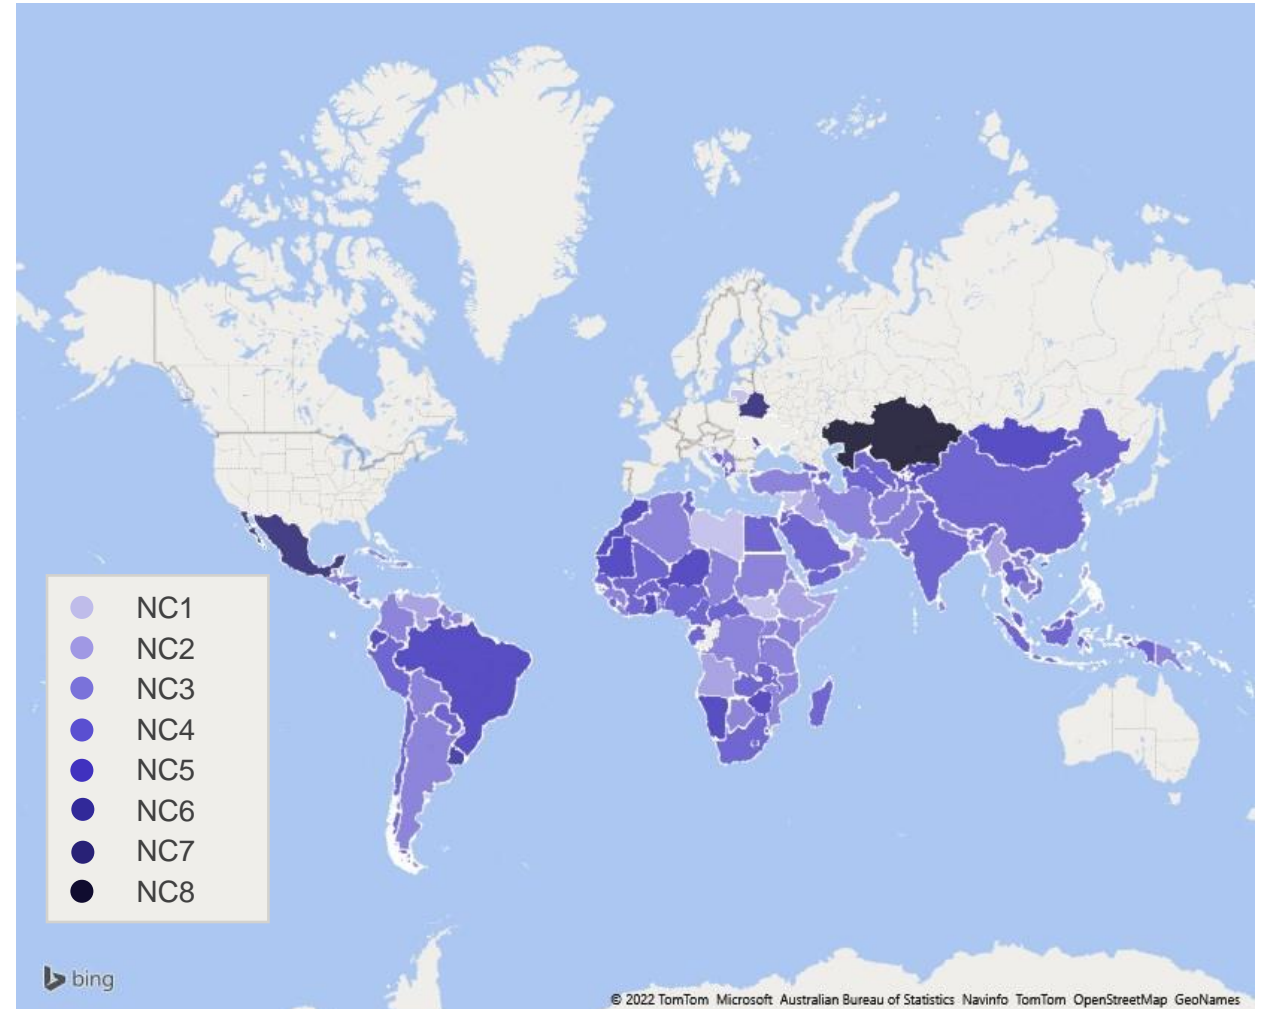 NC1
NC2
NC3
NC4
NC5
NC6
NC7
NC8
bing
© 2022 TomTom Microsoft Australian Bureau of Statistics Navinfo TomTom OpenStreetMap GeoNames